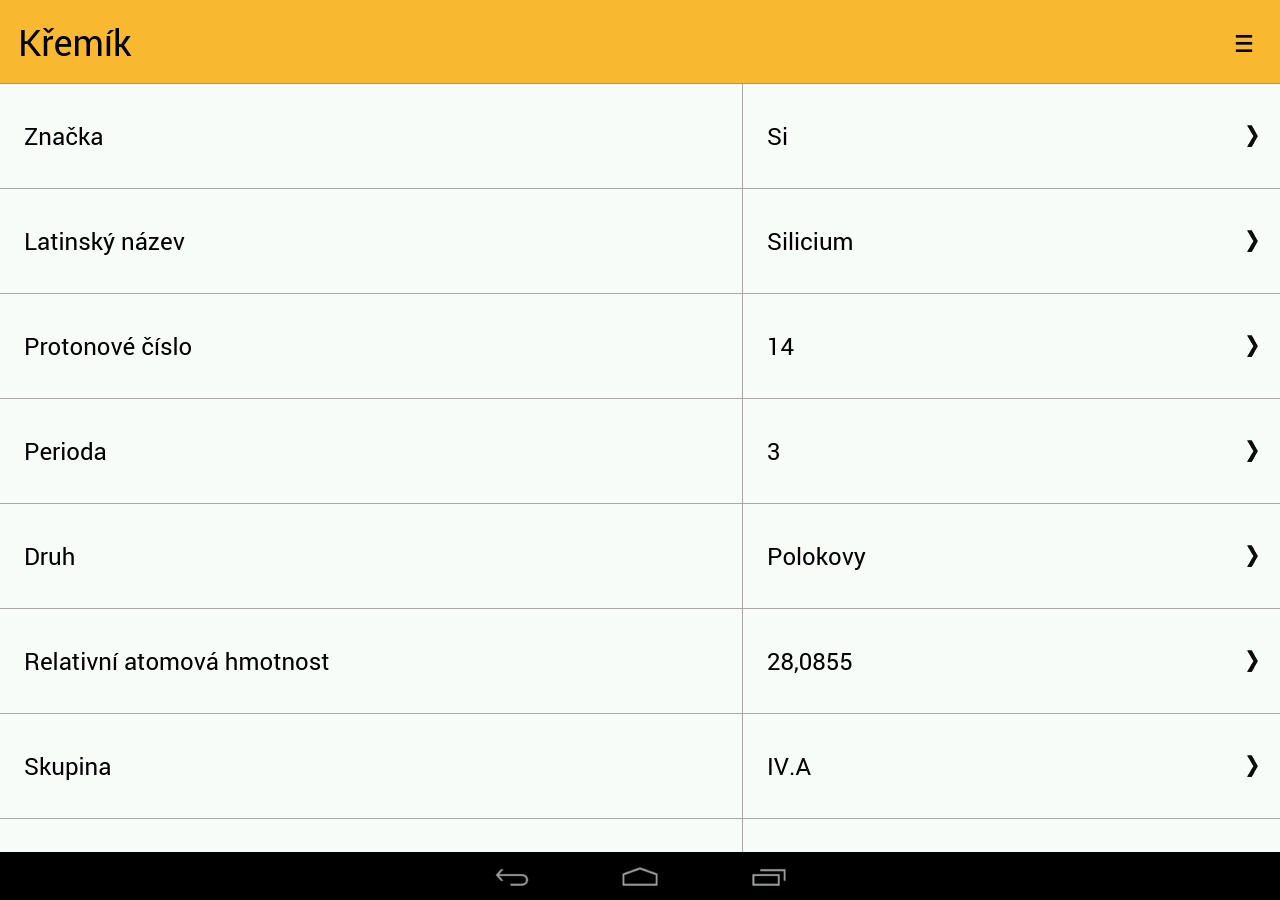 Křemík
Značka Si
Latinský název Silicium
Protonové číslo 14
Perioda 3
Druh Polokovy
Relativní atomová hmotnost 28,0855
Skupina IV.A